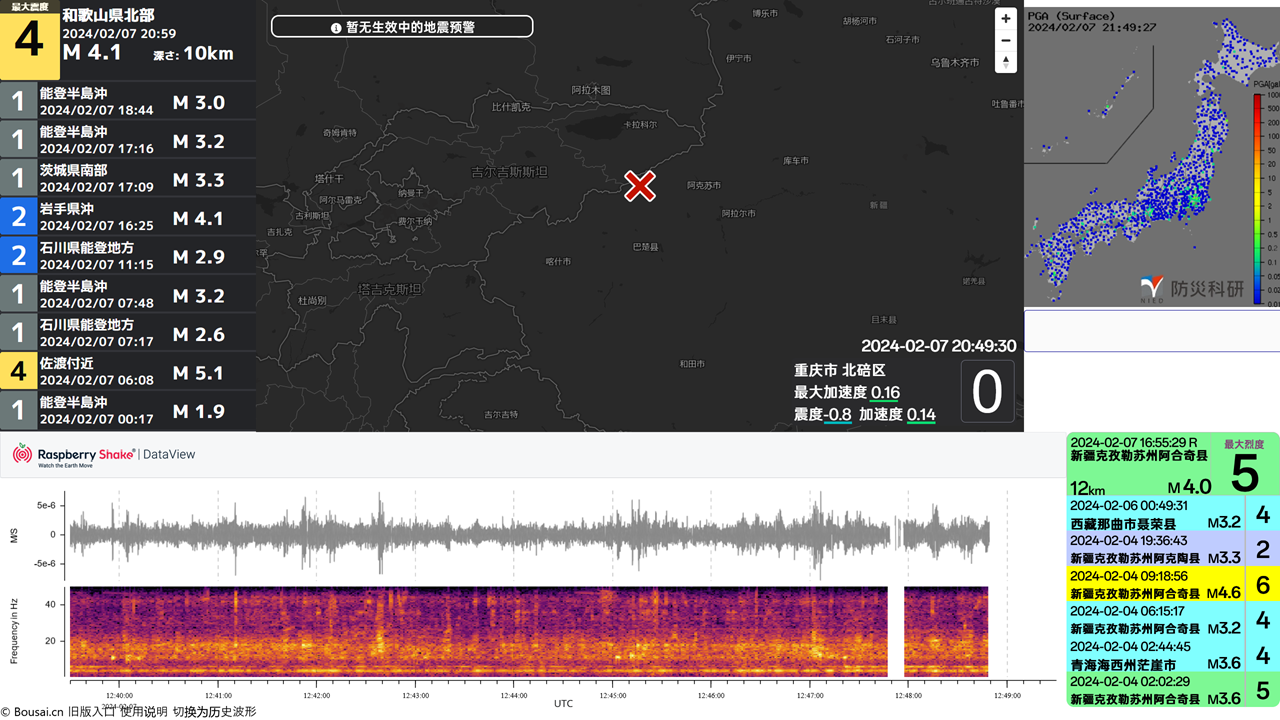 最大震度
4
和歌山県北部
2024/02/07 20:59
M 4.1 深さ: 10km
1 能登半島沖
2024/02/07 18:44 M 3.0
1 能登半島沖
2024/02/07 17:16 M 3.2
1 茨城県南部
2024/02/07 17:09 M 3.3
2 岩手県沖
2024/02/07 16:25 M 4.1
2 石川県能登地方
2024/02/07 11:15 M 2.9
1 能登半島沖
2024/02/07 07:48 M 3.2
1 石川県能登地方
2024/02/07 07:17 M 2.6
4 佐渡付近
2024/02/07 06:08 M 5.1
1 能登半島沖
2024/02/07 00:17 M 1.9
暂无生效中的地震预警
博乐市
胡杨河市
石河子市
伊宁市
乌鲁木齐市
阿拉木图
吐鲁番市
比什凯克
卡拉科尔
奇姆肯特
库车市
吉尔吉斯斯坦
塔什干
阿克苏市
纳曼干
阿尔马雷克
新疆
古利斯坦
费尔干纳
阿拉尔市
吉扎克
巴楚县
喀什市
塔吉克斯坦
杜尚别
若羌县
且末县
和田市
吉尔吉特
+
−
2024-02-07 20:49:30
重庆市 北碚区
最大加速度 0.16
震度-0.8 加速度 0.14
0
PGA (Surface)
2024/02/07 21:49:27
PGA(gal)
1000
500
200
100
50
20
10
5
2
1
0.5
0.2
0.1
0.05
0.02
0.01
NIED 防災科研
Raspberry Shake® | DataView
Watch the Earth Move
MS
5e-6
0
-5e-6
Frequency in Hz
40
20
12:40:00 12:41:00 12:42:00 12:43:00 12:44:00 12:45:00 12:46:00 12:47:00 12:48:00 12:49:00
2024-02-07
UTC
© Bousai.cn 旧版入口 使用说明 切换为历史波形
2024-02-07 16:55:29 R 最大烈度
新疆克孜勒苏州阿合奇县 5
12km M4.0
2024-02-06 00:49:31 4
西藏那曲市聂荣县 M3.2
2024-02-04 19:36:43 2
新疆克孜勒苏州阿克陶县 M3.3
2024-02-04 09:18:56 6
新疆克孜勒苏州阿合奇县 M4.6
2024-02-04 06:15:17 4
新疆克孜勒苏州阿合奇县 M3.2
2024-02-04 02:44:45 4
青海海西州茫崖市 M3.6
2024-02-04 02:02:29 5
新疆克孜勒苏州阿合奇县 M3.6